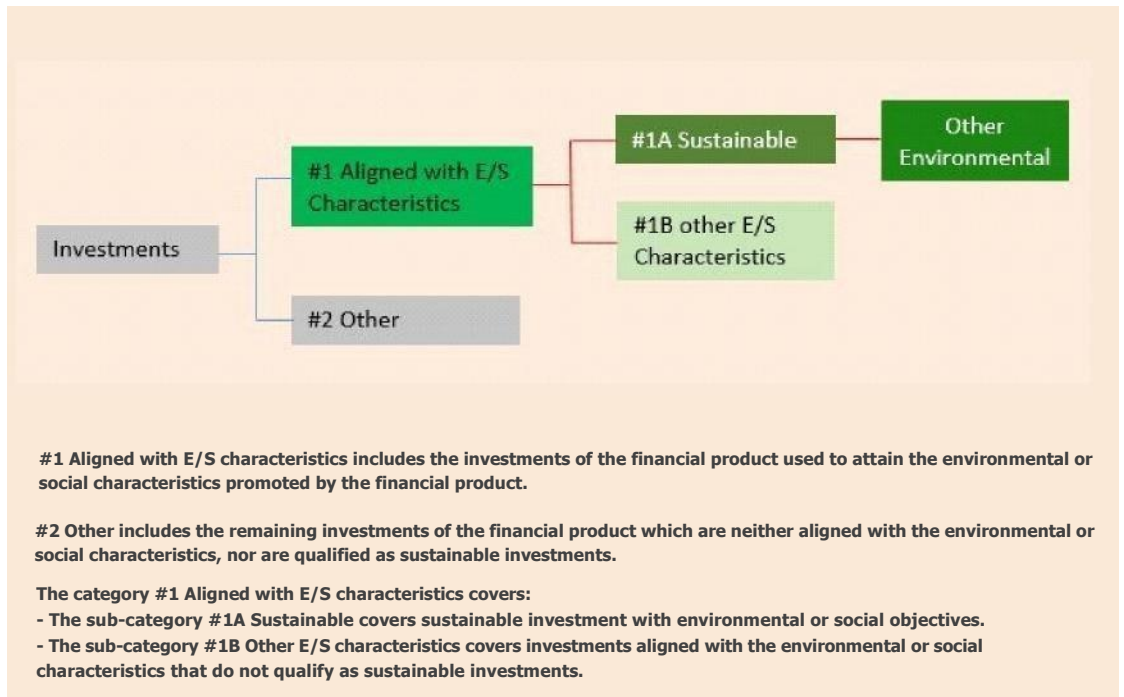 Investments
#1 Aligned with E/S
Characteristics
#2 Other
#1A Sustainable
#1B other E/S
Characteristics
Other
Environmental
#1 Aligned with E/S characteristics includes the investments of the financial product used to attain the environmental or
social characteristics promoted by the financial product.
#2 Other includes the remaining investments of the financial product which are neither aligned with the environmental or
social characteristics, nor are qualified as sustainable investments.
The category #1 Aligned with E/S characteristics covers:
- The sub-category #1A Sustainable covers sustainable investment with environmental or social objectives.
- The sub-category #1B Other E/S characteristics covers investments aligned with the environmental or social
characteristics that do not qualify as sustainable investments.